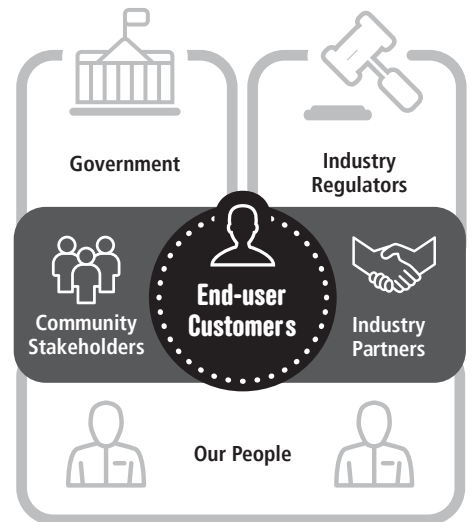 Government
Industry
Regulators
Community
Stakeholders
End-user
Customers
Industry
Partners
Our People